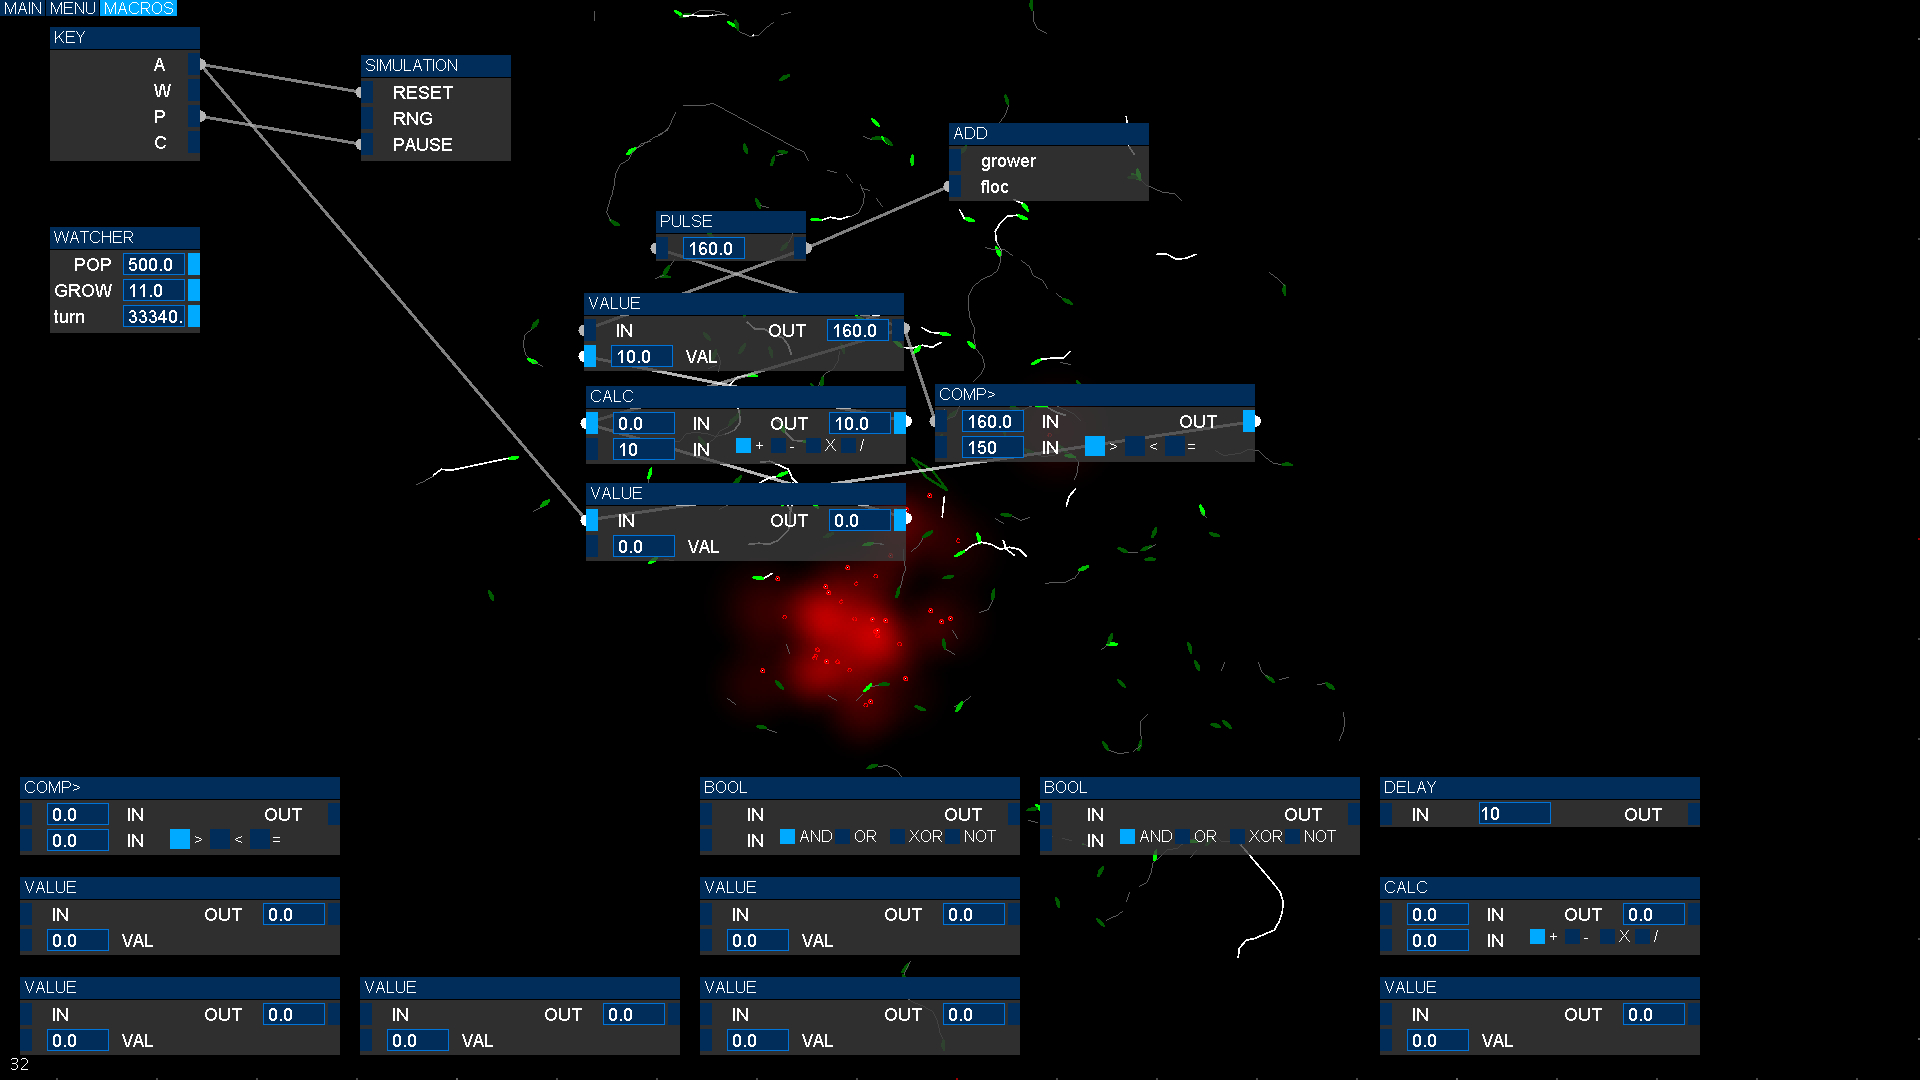 MAIN MENU MACROS
KEY
A
W
P
C
SIMULATION
RESET
RNG
PAUSE
ADD
grower
floc
WATCHER
POP 500.0
GROW 11.0
turn 33340.
PULSE
160.0
VALUE
IN OUT 160.0
10.0 VAL
CALC
0.0 IN OUT 10.0
10 IN + - X /
COMP>
160.0 IN OUT
150 IN > < =
VALUE
IN OUT 0.0
0.0 VAL
COMP>
0.0 IN OUT
0.0 IN > < =
BOOL
IN OUT
IN AND OR XOR NOT
BOOL
IN OUT
IN AND OR XOR NOT
DELAY
IN 10 OUT
VALUE
IN OUT 0.0
0.0 VAL
VALUE
IN OUT 0.0
0.0 VAL
CALC
0.0 IN OUT 0.0
0.0 IN + - X /
VALUE
IN OUT 0.0
0.0 VAL
VALUE
IN OUT 0.0
0.0 VAL
VALUE
IN OUT 0.0
0.0 VAL
VALUE
IN OUT 0.0
0.0 VAL
32